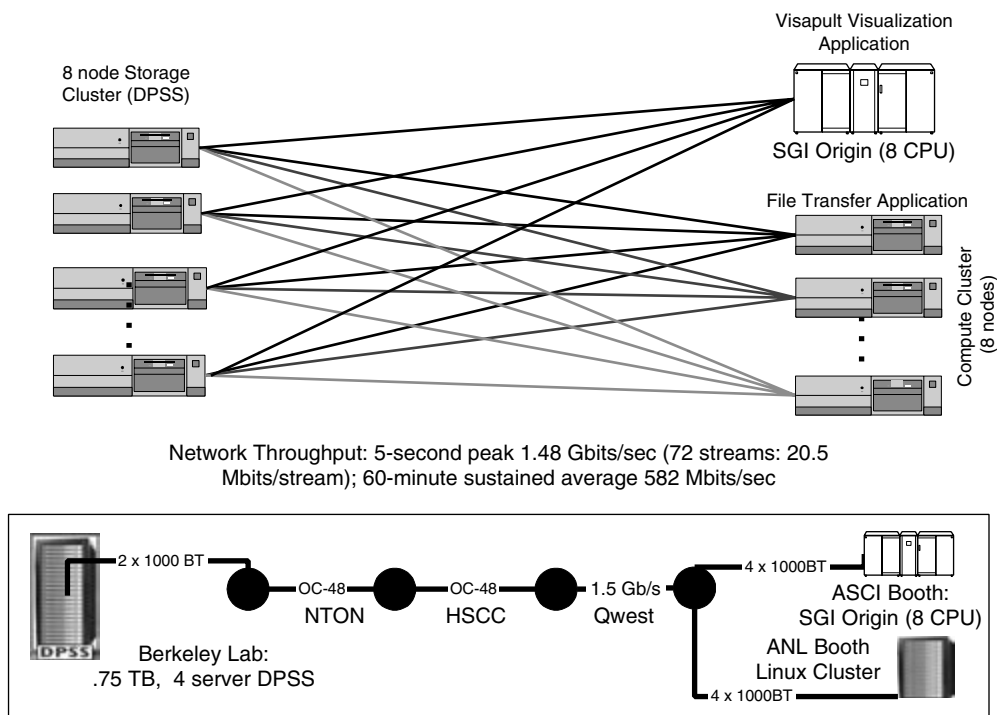 Visapult Visualization
Application
8 node Storage
Cluster (DPSS)
SGI Origin (8 CPU)
File Transfer Application
Compute Cluster
(8 nodes)
Network Throughput: 5-second peak 1.48 Gbits/sec (72 streams: 20.5
Mbits/stream); 60-minute sustained average 582 Mbits/sec
2 x 1000 BT
OC-48
NTON
OC-48
HSCC
1.5 Gb/s
Qwest
4 x 1000BT
ASCI Booth:
SGI Origin (8 CPU)
ANL Booth
Linux Cluster
4 x 1000BT
DPSS
Berkeley Lab:
.75 TB, 4 server DPSS